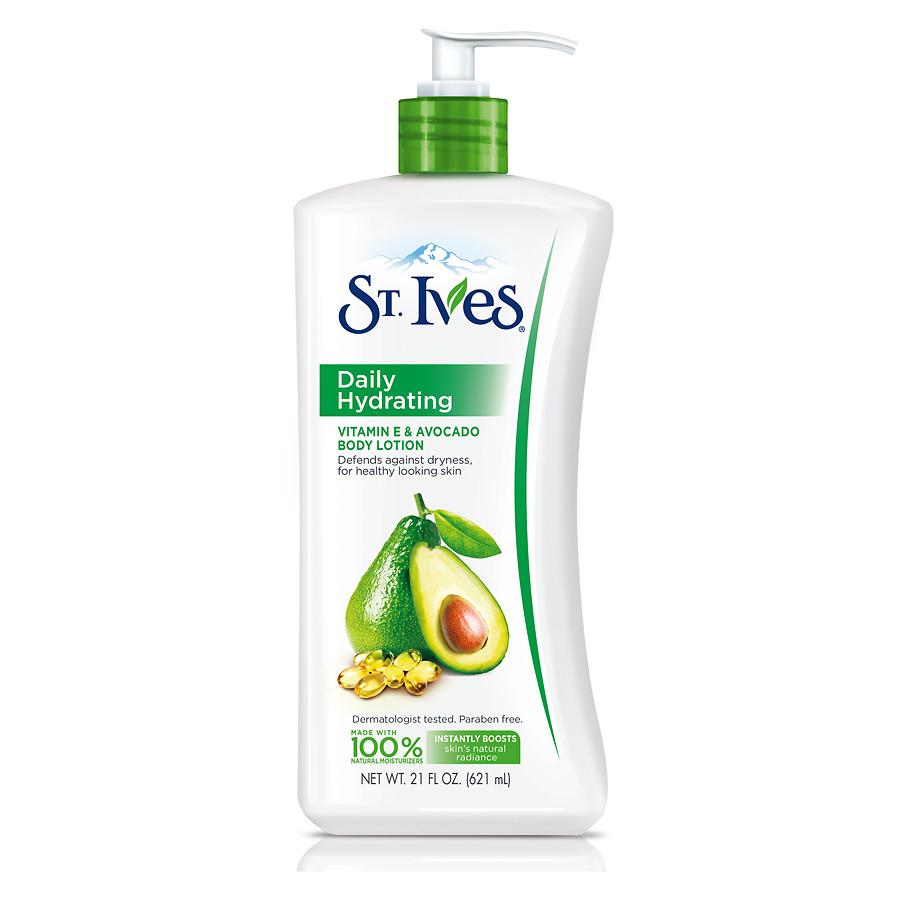 ST. IVES®
Daily
Hydrating
VITAMIN E & AVOCADO
BODY LOTION
Defends against dryness,
for healthy looking skin
Dermatologist tested. Paraben free.
MADE WITH
100%
NATURAL MOISTURIZERS
INSTANTLY BOOSTS
skin's natural
radiance
NET WT. 21 FL OZ. (621 mL)